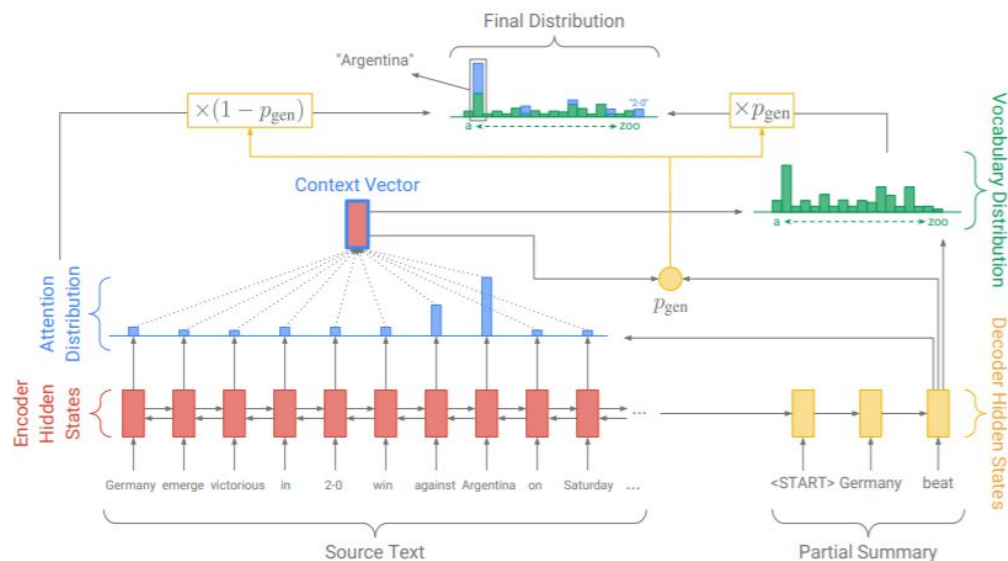 Final Distribution
"Argentina"
×(1 − p_gen)
"2-0"
×p_gen
a
zoo
Context Vector
Vocabulary Distribution
a
zoo
Attention
Distribution
p_gen
Encoder
Hidden
States
...
Decoder Hidden States
Germany emerge victorious in 2-0 win against Argentina on Saturday ...
<START> Germany beat
Source Text
Partial Summary